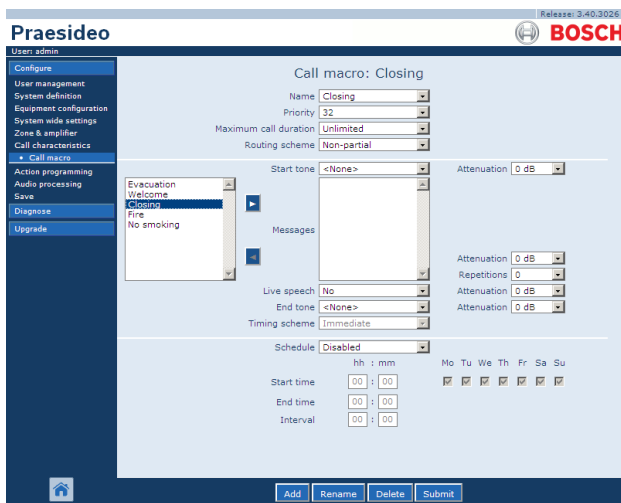 Release: 3.40.3026
Praesideo
BOSCH
User: admin
Configure
User management
System definition
Equipment configuration
System wide settings
Zone & amplifier
Call characteristics
• Call macro
Action programming
Audio processing
Save
Diagnose
Upgrade
Call macro: Closing
Name Closing
Priority 32
Maximum call duration Unlimited
Routing scheme Non-partial
Start tone <None> Attenuation 0 dB
Evacuation
Welcome
Closing
Fire
No smoking
Messages
Attenuation 0 dB
Repetitions 0
Live speech No Attenuation 0 dB
End tone <None> Attenuation 0 dB
Timing scheme Immediate
Schedule Disabled
hh : mm Mo Tu We Th Fr Sa Su
Start time 00 : 00
End time 00 : 00
Interval 00 : 00
Add Rename Delete Submit